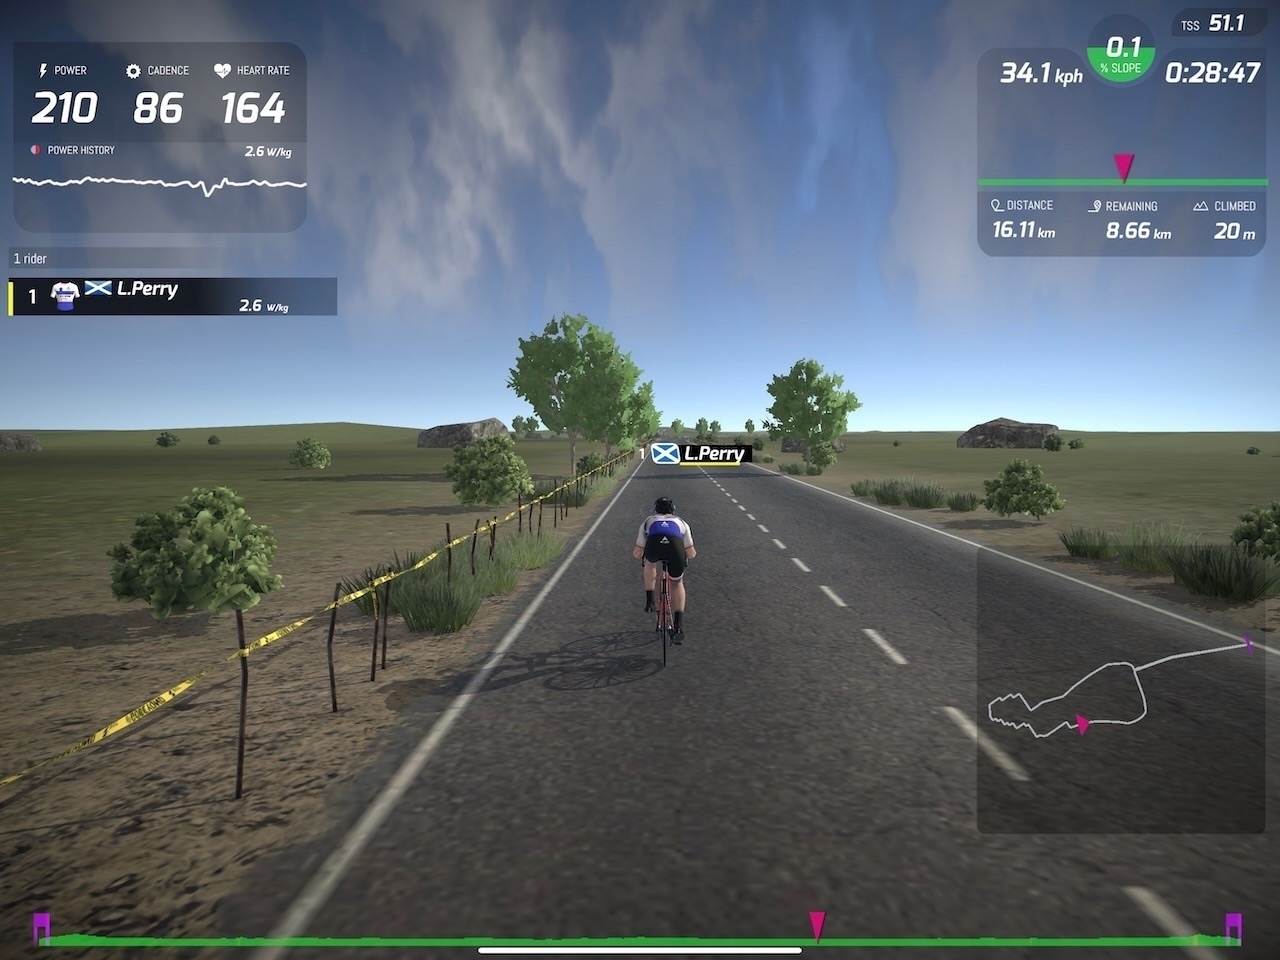 POWER CADENCE HEART RATE
210 86 164
POWER HISTORY 2.6 W/kg
1 rider
1 L.Perry
2.6 W/kg
TSS 51.1
34.1 kph 0.1 0:28:47
% SLOPE
DISTANCE REMAINING CLIMBED
16.11 km 8.66 km 20 m
1 L.Perry